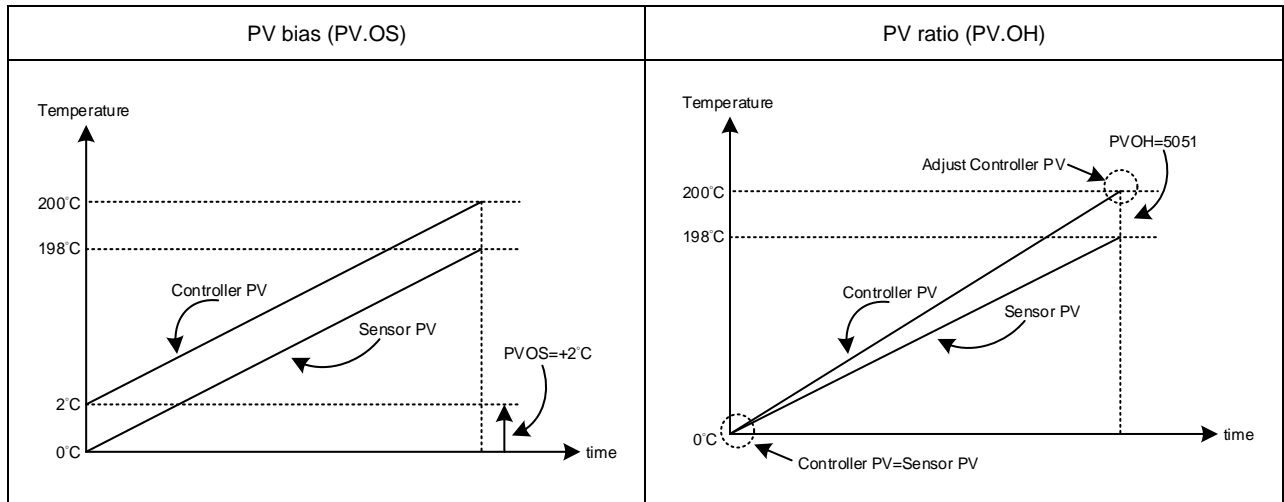 PV bias (PV.OS)
PV ratio (PV.OH)
Temperature
200°C
198°C
Controller PV
Sensor PV
PVOS=+2°C
2°C
0°C
time
Temperature
PVOH=5051
Adjust Controller PV
200°C
198°C
Controller PV
Sensor PV
0°C
time
Controller PV=Sensor PV